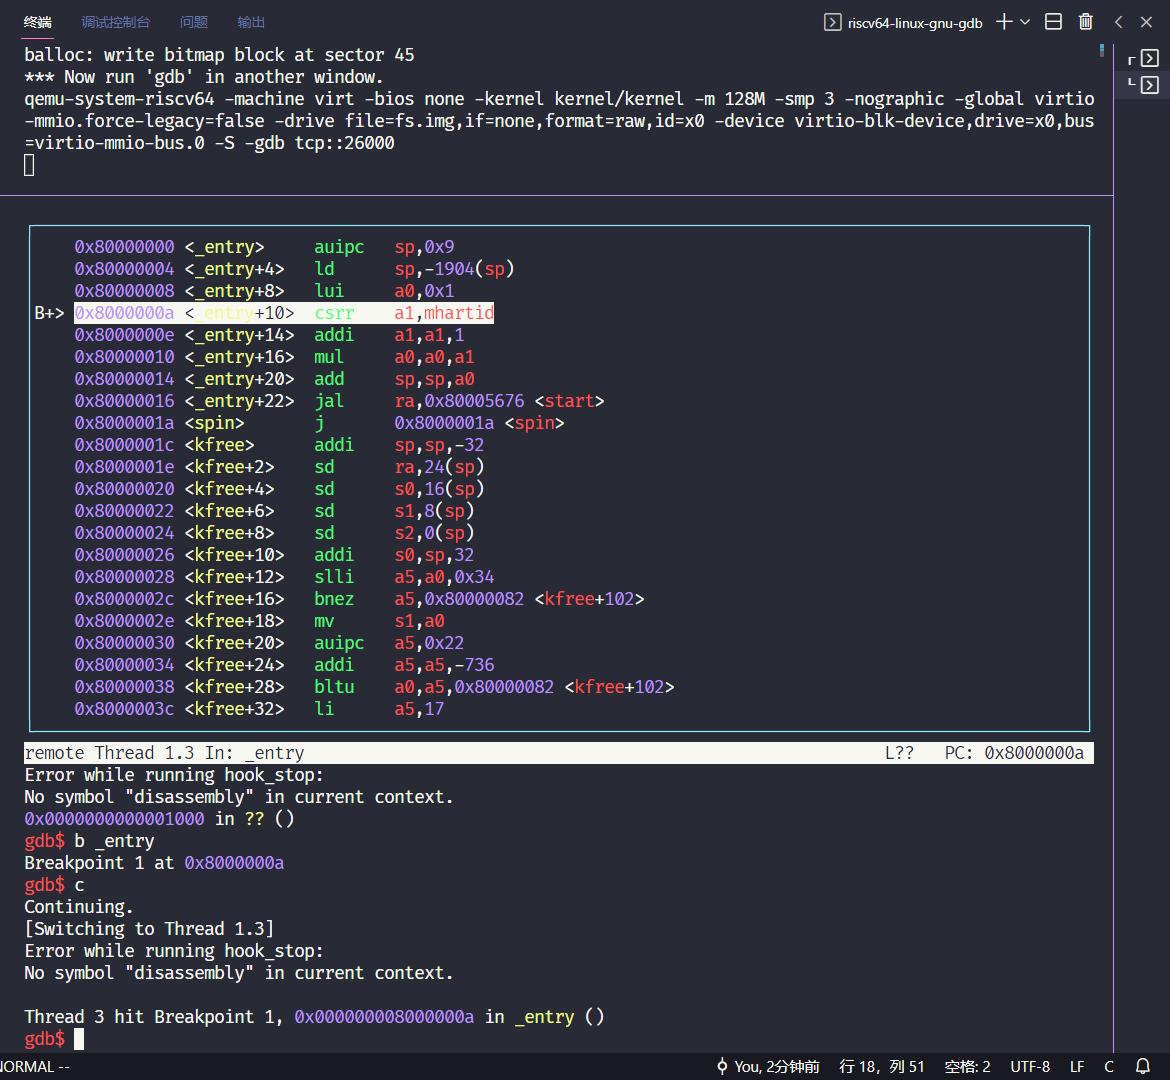 终端 调试控制台 问题 输出 riscv64-linux-gnu-gdb
balloc: write bitmap block at sector 45
*** Now run 'gdb' in another window.
qemu-system-riscv64 -machine virt -bios none -kernel kernel/kernel -m 128M -smp 3 -nographic -global virtio
-mmio.force-legacy=false -drive file=fs.img,if=none,format=raw,id=x0 -device virtio-blk-device,drive=x0,bus
=virtio-mmio-bus.0 -S -gdb tcp::26000
0x80000000 <_entry> auipc sp,0x9
0x80000004 <_entry+4> ld sp,-1904(sp)
0x80000008 <_entry+8> lui a0,0x1
B+> 0x8000000a <_entry+10> csrr a1,mhartid
0x8000000e <_entry+14> addi a1,a1,1
0x80000010 <_entry+16> mul a0,a0,a1
0x80000014 <_entry+20> add sp,sp,a0
0x80000016 <_entry+22> jal ra,0x80005676 <start>
0x8000001a <spin> j 0x8000001a <spin>
0x8000001c <kfree> addi sp,sp,-32
0x8000001e <kfree+2> sd ra,24(sp)
0x80000020 <kfree+4> sd s0,16(sp)
0x80000022 <kfree+6> sd s1,8(sp)
0x80000024 <kfree+8> sd s2,0(sp)
0x80000026 <kfree+10> addi s0,sp,32
0x80000028 <kfree+12> slli a5,a0,0x34
0x8000002c <kfree+16> bnez a5,0x80000082 <kfree+102>
0x8000002e <kfree+18> mv s1,a0
0x80000030 <kfree+20> auipc a5,0x22
0x80000034 <kfree+24> addi a5,a5,-736
0x80000038 <kfree+28> bltu a0,a5,0x80000082 <kfree+102>
0x8000003c <kfree+32> li a5,17
remote Thread 1.3 In: _entry L?? PC: 0x8000000a
Error while running hook_stop:
No symbol "disassembly" in current context.
0x0000000000001000 in ?? ()
gdb$ b _entry
Breakpoint 1 at 0x8000000a
gdb$ c
Continuing.
[Switching to Thread 1.3]
Error while running hook_stop:
No symbol "disassembly" in current context.
Thread 3 hit Breakpoint 1, 0x000000008000000a in _entry ()
gdb$
NORMAL -- You, 2分钟前 行 18，列 51 空格: 2 UTF-8 LF C